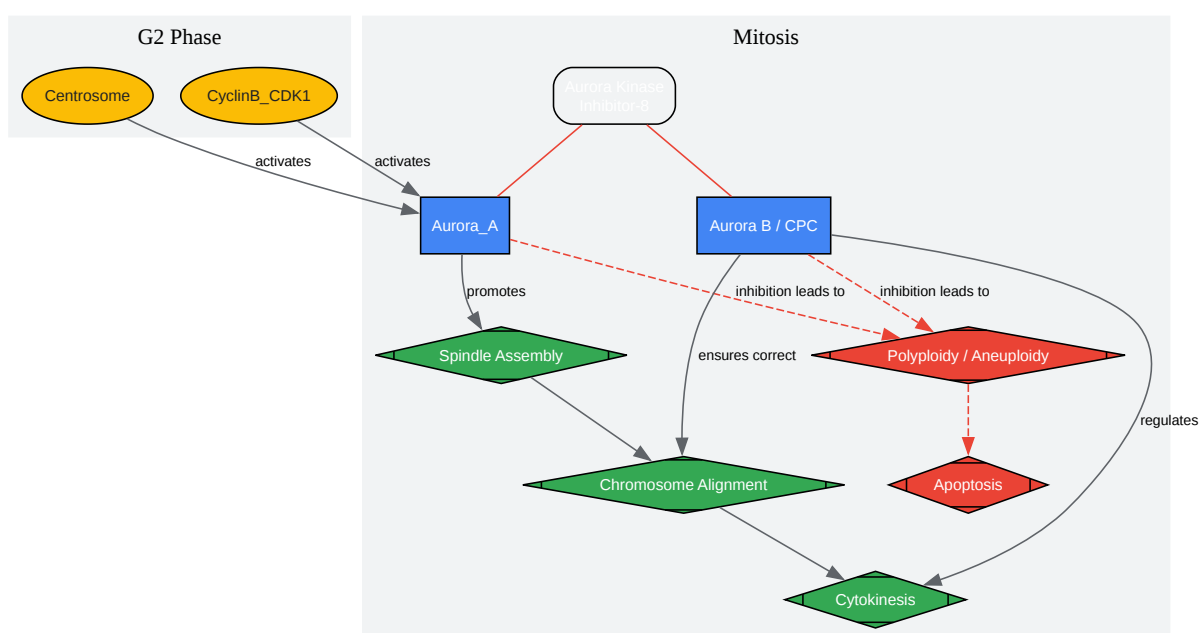 G2 Phase
Mitosis
Centrosome
CyclinB_CDK1
Aurora Kinase
Inhibitor-8
activates
activates
Aurora_A
Aurora B / CPC
promotes
inhibition leads to
inhibition leads to
Spindle Assembly
ensures correct
Polyploidy / Aneuploidy
regulates
Chromosome Alignment
Apoptosis
Cytokinesis